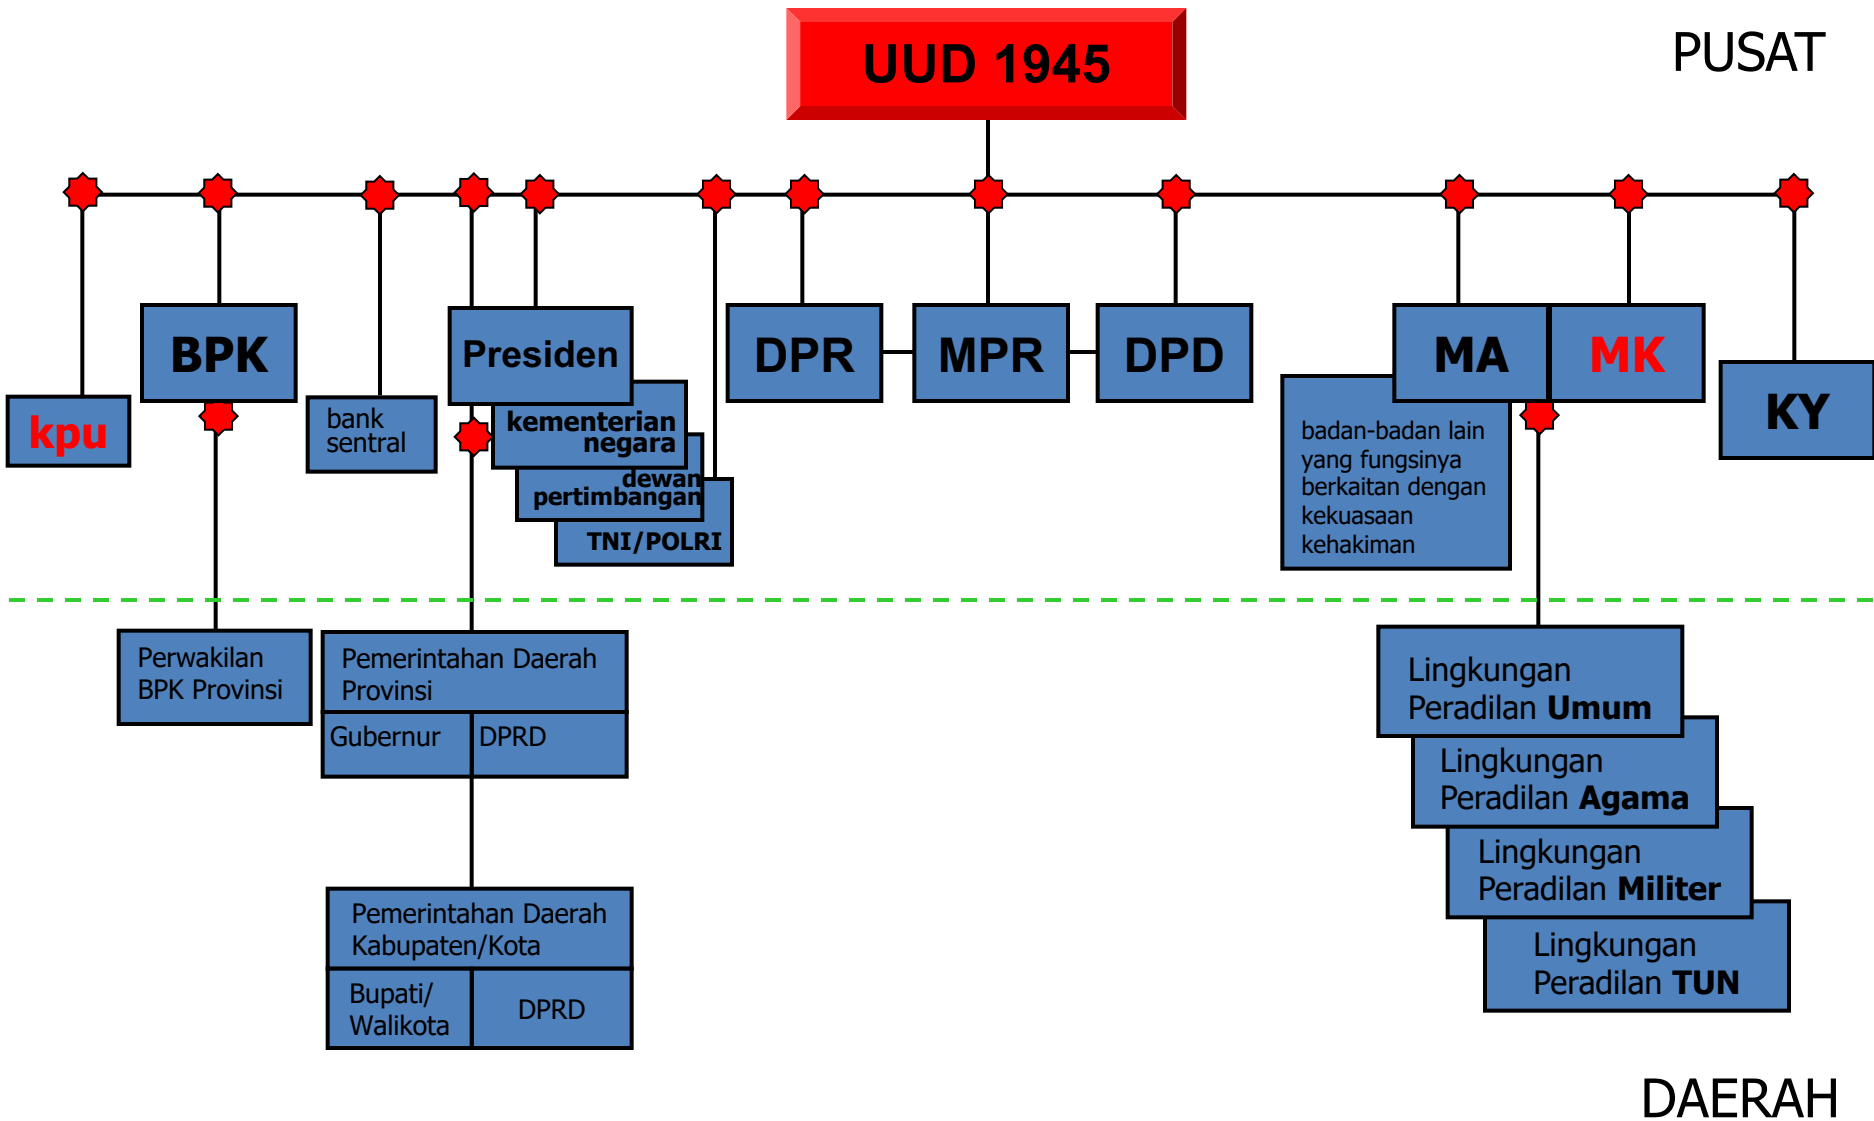 UUD 1945
PUSAT
kpu
BPK
bank
sentral
Presiden
kementerian
negara
dewan
pertimbangan
TNI/POLRI
DPR
MPR
DPD
MA
MK
KY
badan-badan lain
yang fungsinya
berkaitan dengan
kekuasaan
kehakiman
Perwakilan
BPK Provinsi
Pemerintahan Daerah
Provinsi
Gubernur
DPRD
Pemerintahan Daerah
Kabupaten/Kota
Bupati/
Walikota
DPRD
Lingkungan
Peradilan Umum
Lingkungan
Peradilan Agama
Lingkungan
Peradilan Militer
Lingkungan
Peradilan TUN
DAERAH